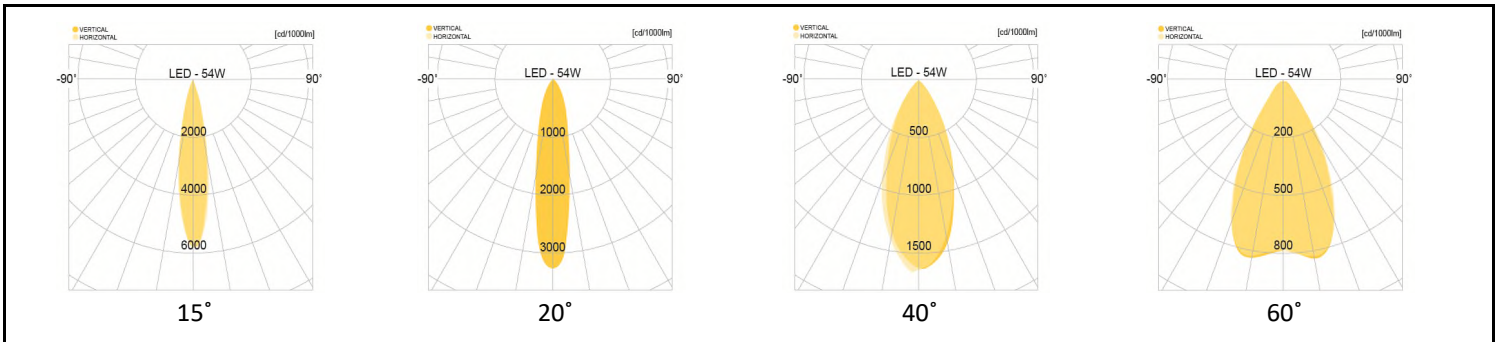 VERTICAL
HORIZONTAL
[cd/1000lm]
-90°
LED - 54W
90°
2000
4000
6000
15°
VERTICAL
HORIZONTAL
[cd/1000lm]
-90°
LED - 54W
90°
1000
2000
3000
20°
VERTICAL
HORIZONTAL
[cd/1000lm]
-90°
LED - 54W
90°
500
1000
1500
40°
VERTICAL
HORIZONTAL
[cd/1000lm]
-90°
LED - 54W
90°
200
500
800
60°